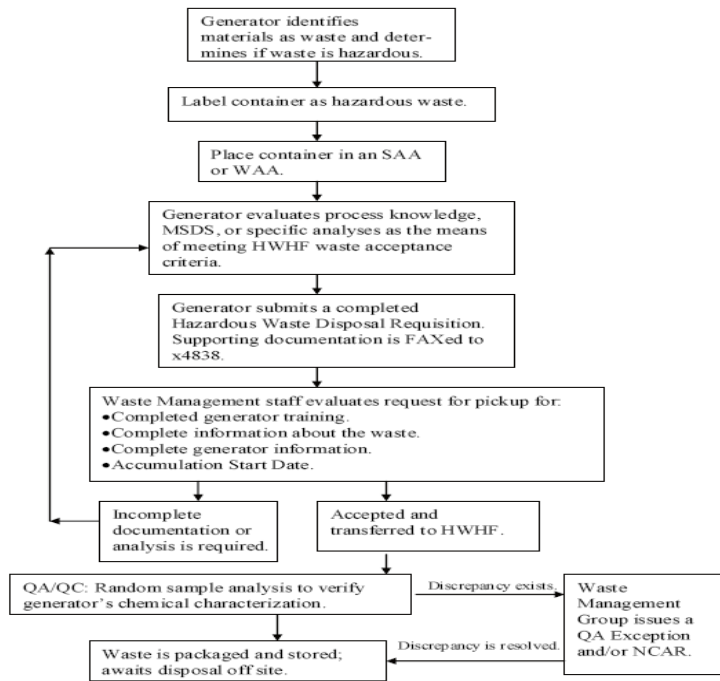 Generator identifies
materials as waste and deter-
mines if waste is hazardous.
Label container as hazardous waste.
Place container in an SAA
or WAA.
Generator evaluates process knowledge,
MSDS, or specific analyses as the means
of meeting HWHF waste acceptance
criteria.
Generator submits a completed
Hazardous Waste Disposal Requisition.
Supporting documentation is FAXed to
x4838.
Waste Management staff evaluates request for pickup for:
•Completed generator training.
•Complete information about the waste.
•Complete generator information.
•Accumulation Start Date.
Incomplete
documentation or
analysis is required.
Accepted and
transferred to HWHF.
QA/QC: Random sample analysis to verify
generator's chemical characterization.
Discrepancy exists.
Waste
Management
Group issues a
QA Exception
and/or NCAR.
Discrepancy is resolved.
Waste is packaged and stored;
awaits disposal off site.